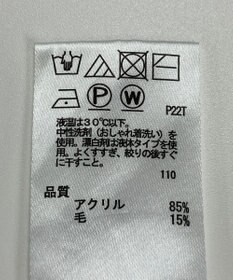 P W P22T
液温は30℃以下。
中性洗剤(おしゃれ着洗い)を
使用。漂白剤は液体タイプを使
用。よくすすぎ、絞りの後すぐ
に干すこと。
110
品質
アクリル 85%
毛 15%